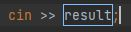 cin >> result;